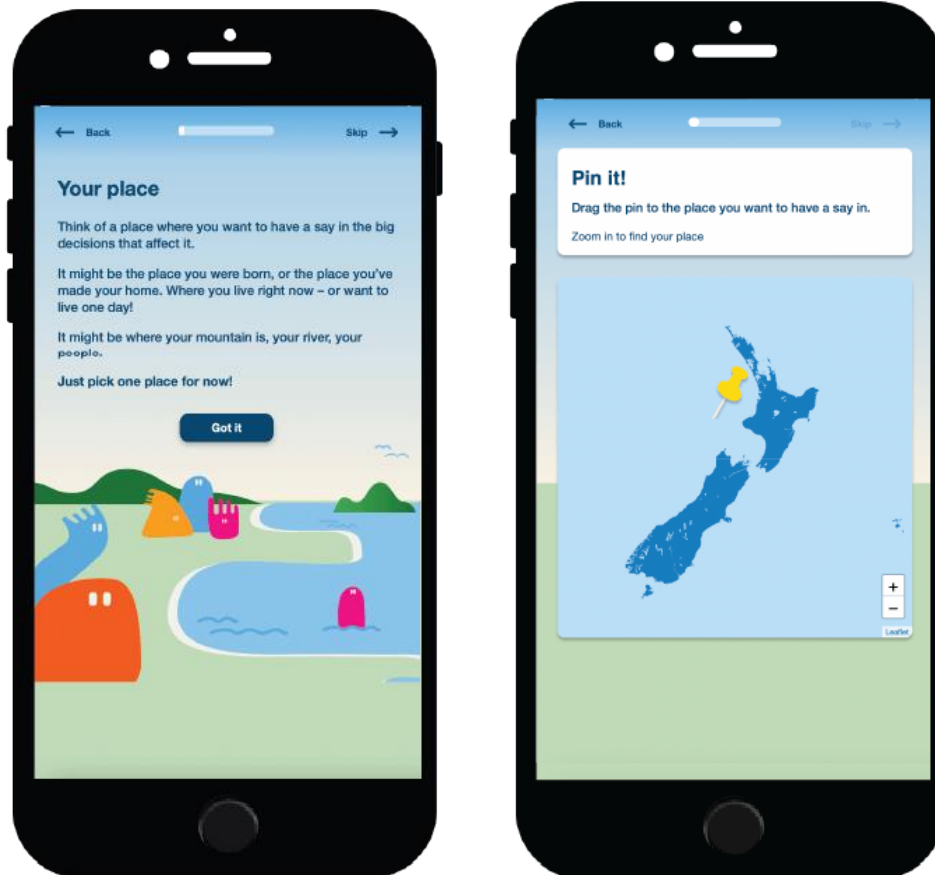 Back
Skip
Your place
Think of a place where you want to have a say in the big
decisions that affect it.
It might be the place you were born, or the place you've
made your home. Where you live right now – or want to
live one day!
It might be where your mountain is, your river, your
people.
Just pick one place for now!
Got it
Back
Skip
Pin it!
Drag the pin to the place you want to have a say in.
Zoom in to find your place
+
−
Leaflet